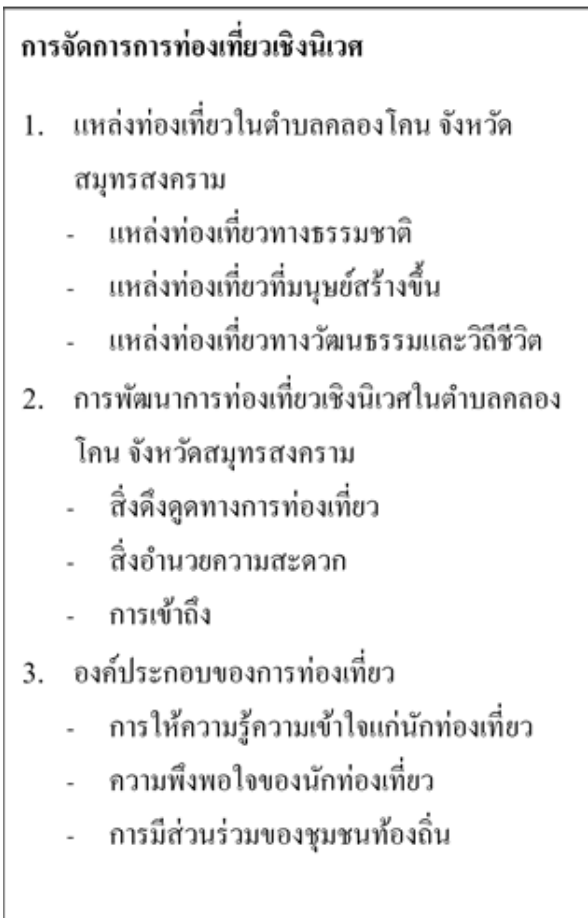 การจัดการการท่องเที่ยวเชิงนิเวศ
1. แหล่งท่องเที่ยวในตำบลคลองโคน จังหวัด
สมุทรสงคราม
- แหล่งท่องเที่ยวทางธรรมชาติ
- แหล่งท่องเที่ยวที่มนุษย์สร้างขึ้น
- แหล่งท่องเที่ยวทางวัฒนธรรมและวิถีชีวิต
2. การพัฒนาการท่องเที่ยวเชิงนิเวศในตำบลคลอง
โคน จังหวัดสมุทรสงคราม
- สิ่งดึงดูดทางการท่องเที่ยว
- สิ่งอำนวยความสะดวก
- การเข้าถึง
3. องค์ประกอบของการท่องเที่ยว
- การให้ความรู้ความเข้าใจแก่นักท่องเที่ยว
- ความพึงพอใจของนักท่องเที่ยว
- การมีส่วนร่วมของชุมชนท้องถิ่น